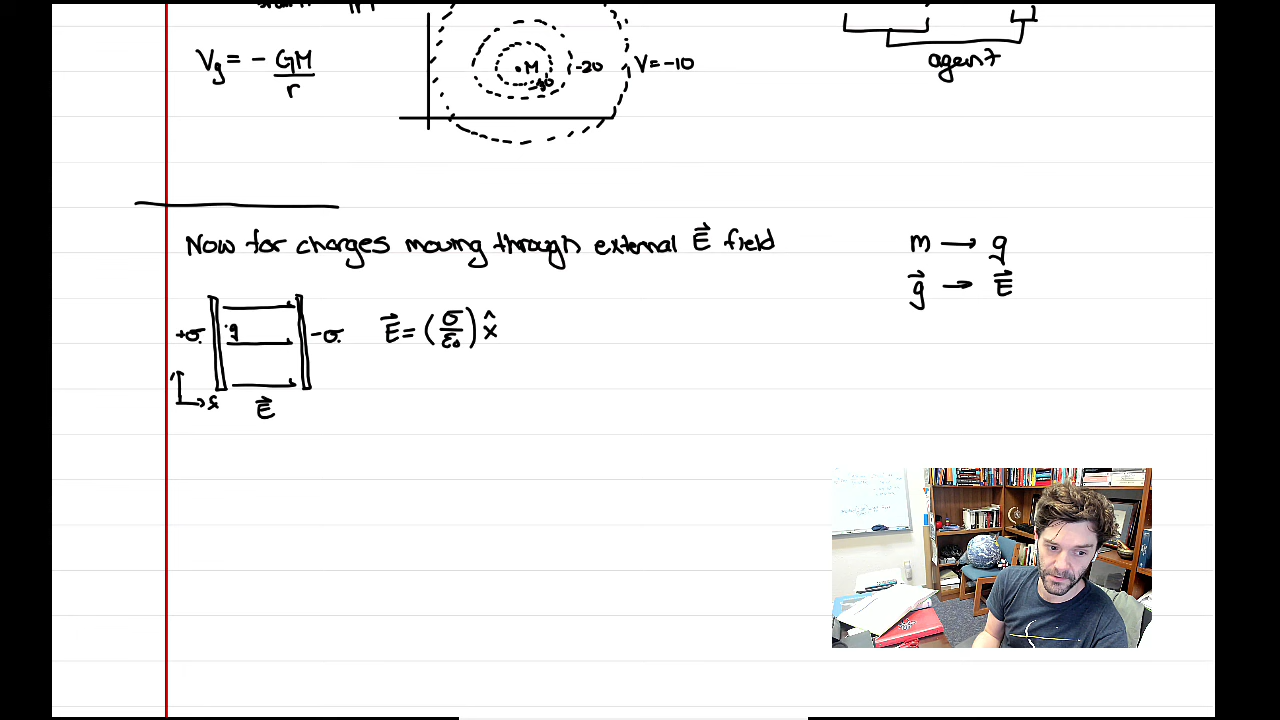 V_g = - GM/r
M
-20
V = -10
agent
Now for charges moving through external E⃗ field
m → q
g⃗ → E⃗
+σ q -σ
E⃗ = (σ/ε₀) x̂
x
E⃗